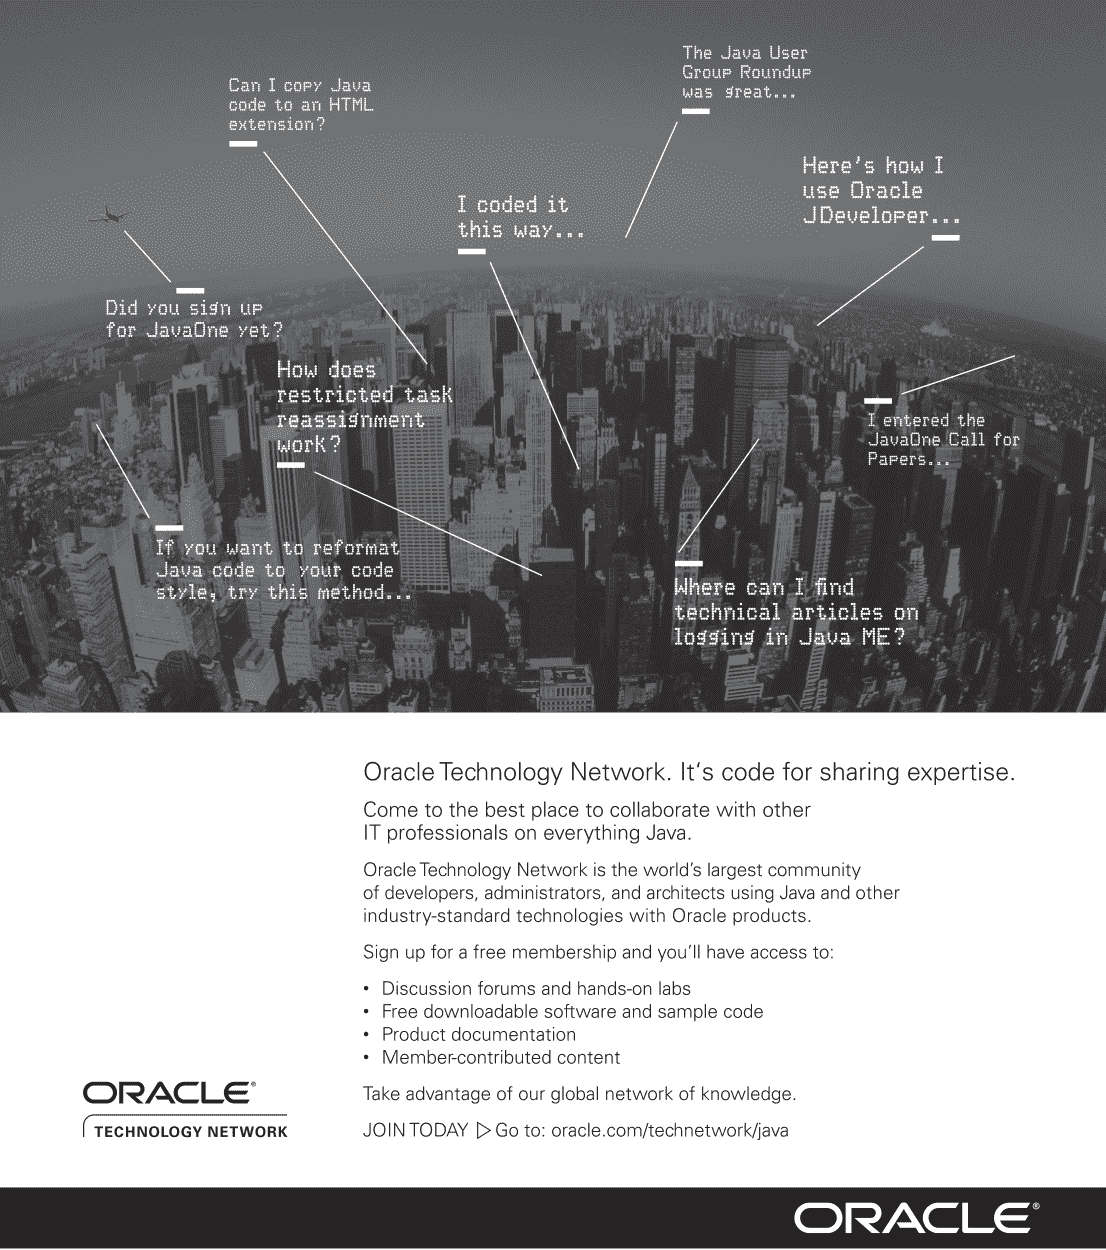 The Java User
Group Roundup
was great...
Can I copy Java
code to an HTML
extension?
Here's how I
use Oracle
JDeveloper...
I coded it
this way...
Did you sign up
for JavaOne yet?
How does
restricted task
reassignment
work?
I entered the
JavaOne Call for
Papers...
If you want to reformat
Java code to your code
style, try this method...
Where can I find
technical articles on
logging in Java ME?
Oracle Technology Network. It‘s code for sharing expertise.
Come to the best place to collaborate with other
IT professionals on everything Java.
Oracle Technology Network is the world's largest community
of developers, administrators, and architects using Java and other
industry-standard technologies with Oracle products.
Sign up for a free membership and you'll have access to:
• Discussion forums and hands-on labs
• Free downloadable software and sample code
• Product documentation
• Member-contributed content
Take advantage of our global network of knowledge.
JOIN TODAY ▷ Go to: oracle.com/technetwork/java
ORACLE®
TECHNOLOGY NETWORK
ORACLE®